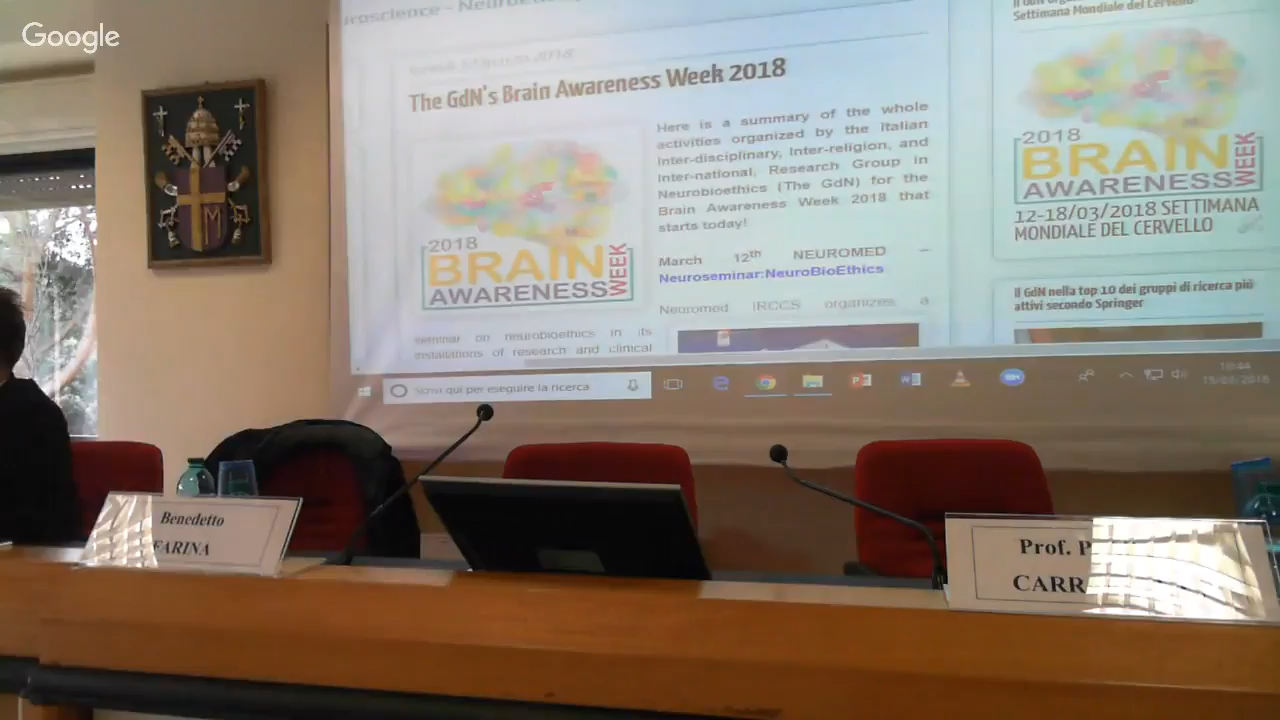 Google
The GdN's Brain Awareness Week 2018
Here is a summary of the whole
activities organized by the Italian
Inter-disciplinary, Inter-religion, and
Inter-national, Research Group in
Neurobioethics (The GdN) for the
Brain Awareness Week 2018 that
starts today!
March 12th NEUROMED –
Neuroseminar:NeuroBioEthics
Neuromed IRCCS organizes a
2018
BRAIN
AWARENESS
WEEK
seminar on neurobioethics in its
installations of research and clinical
Settimana Mondiale del Cervello
2018
BRAIN
AWARENESS
WEEK
12-18/03/2018 SETTIMANA
MONDIALE DEL CERVELLO
Il GdN nella top 10 dei gruppi di ricerca più
attivi secondo Springer
Scrivi qui per eseguire la ricerca
10:44
15/03/2018
M
Benedetto
FARINA
Prof. P
CARR